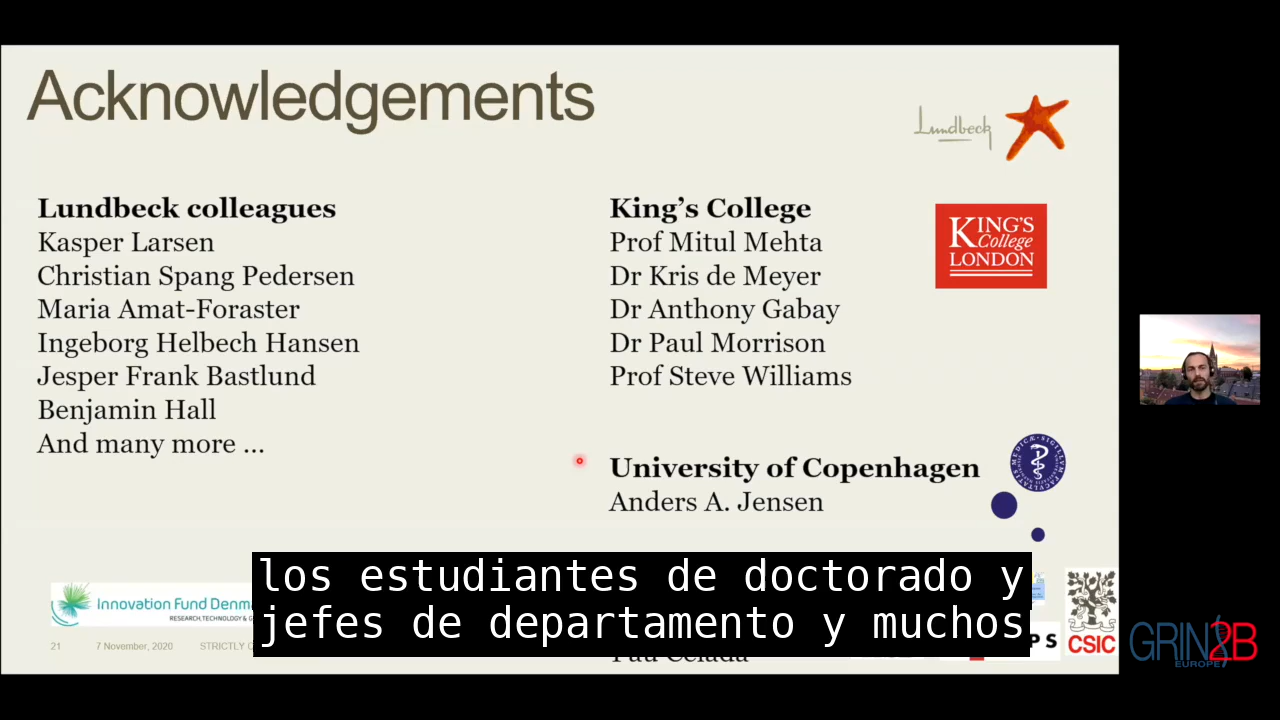 Acknowledgements
Lundbeck
Lundbeck colleagues
Kasper Larsen
Christian Spang Pedersen
Maria Amat-Foraster
Ingeborg Helbech Hansen
Jesper Frank Bastlund
Benjamin Hall
And many more ...
King's College
Prof Mitul Mehta
Dr Kris de Meyer
Dr Anthony Gabay
Dr Paul Morrison
Prof Steve Williams
KING'S
College
LONDON
University of Copenhagen
Anders A. Jensen
los estudiantes de doctorado y
jefes de departamento y muchos
Innovation Fund
RESEARCH, TECHNOLOGY &
21 7 November, 2020 STRICTLY
CSIC
GRIN2B
EUROPE